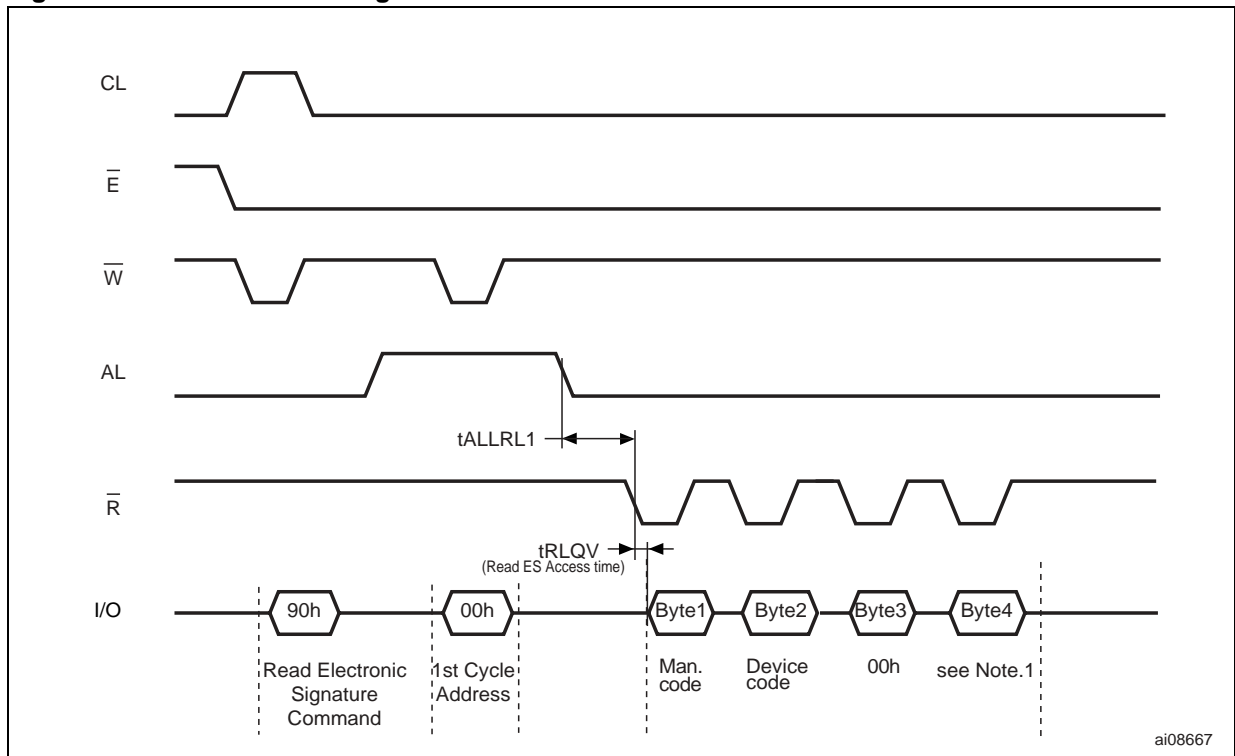 CL
E
W
AL
tALLRL1
R
tRLQV
(Read ES Access time)
I/O
90h
00h
Byte1
Byte2
Byte3
Byte4
Read Electronic
Signature
Command
1st Cycle
Address
Man.
code
Device
code
00h
see Note.1
ai08667